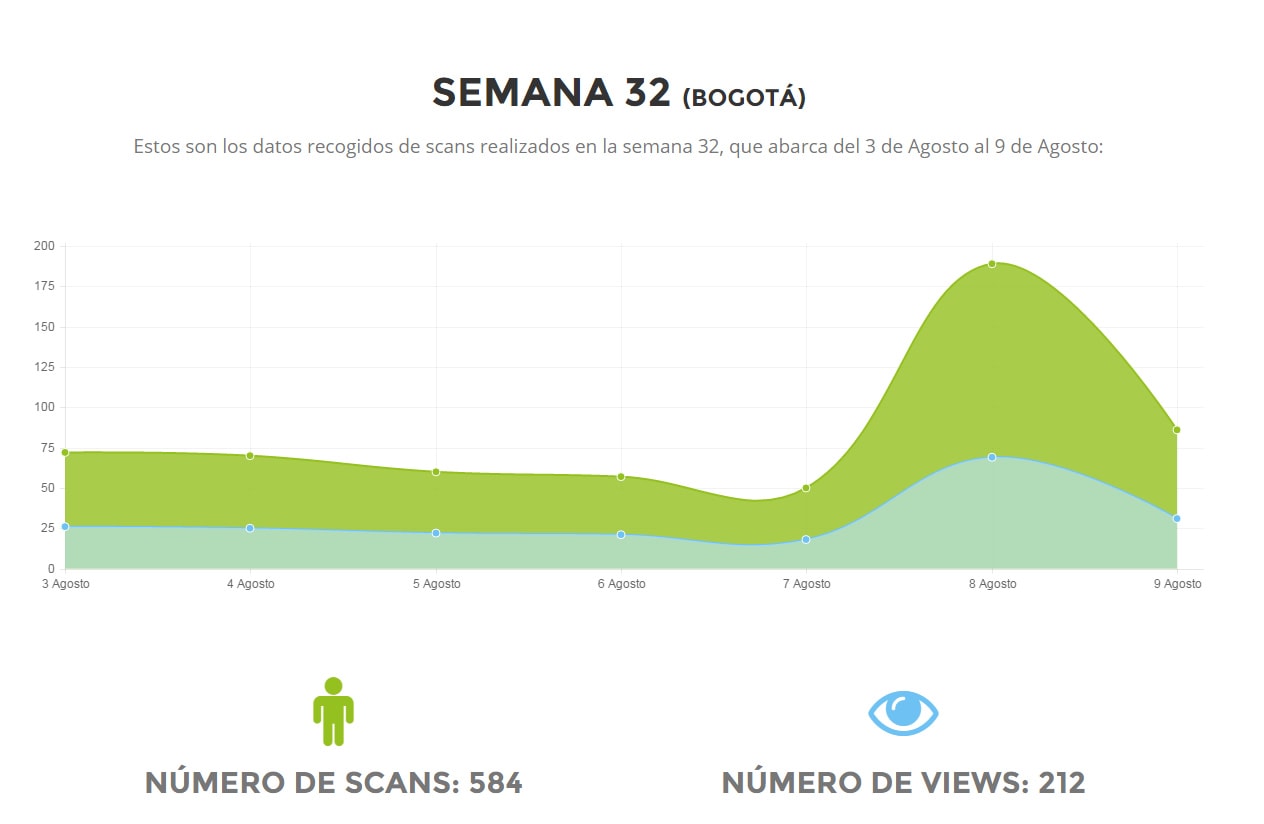 SEMANA 32 (BOGOTÁ)
Estos son los datos recogidos de scans realizados en la semana 32, que abarca del 3 de Agosto al 9 de Agosto:
200
175
150
125
100
75
50
25
0
3 Agosto 4 Agosto 5 Agosto 6 Agosto 7 Agosto 8 Agosto 9 Agosto
NÚMERO DE SCANS: 584 NÚMERO DE VIEWS: 212